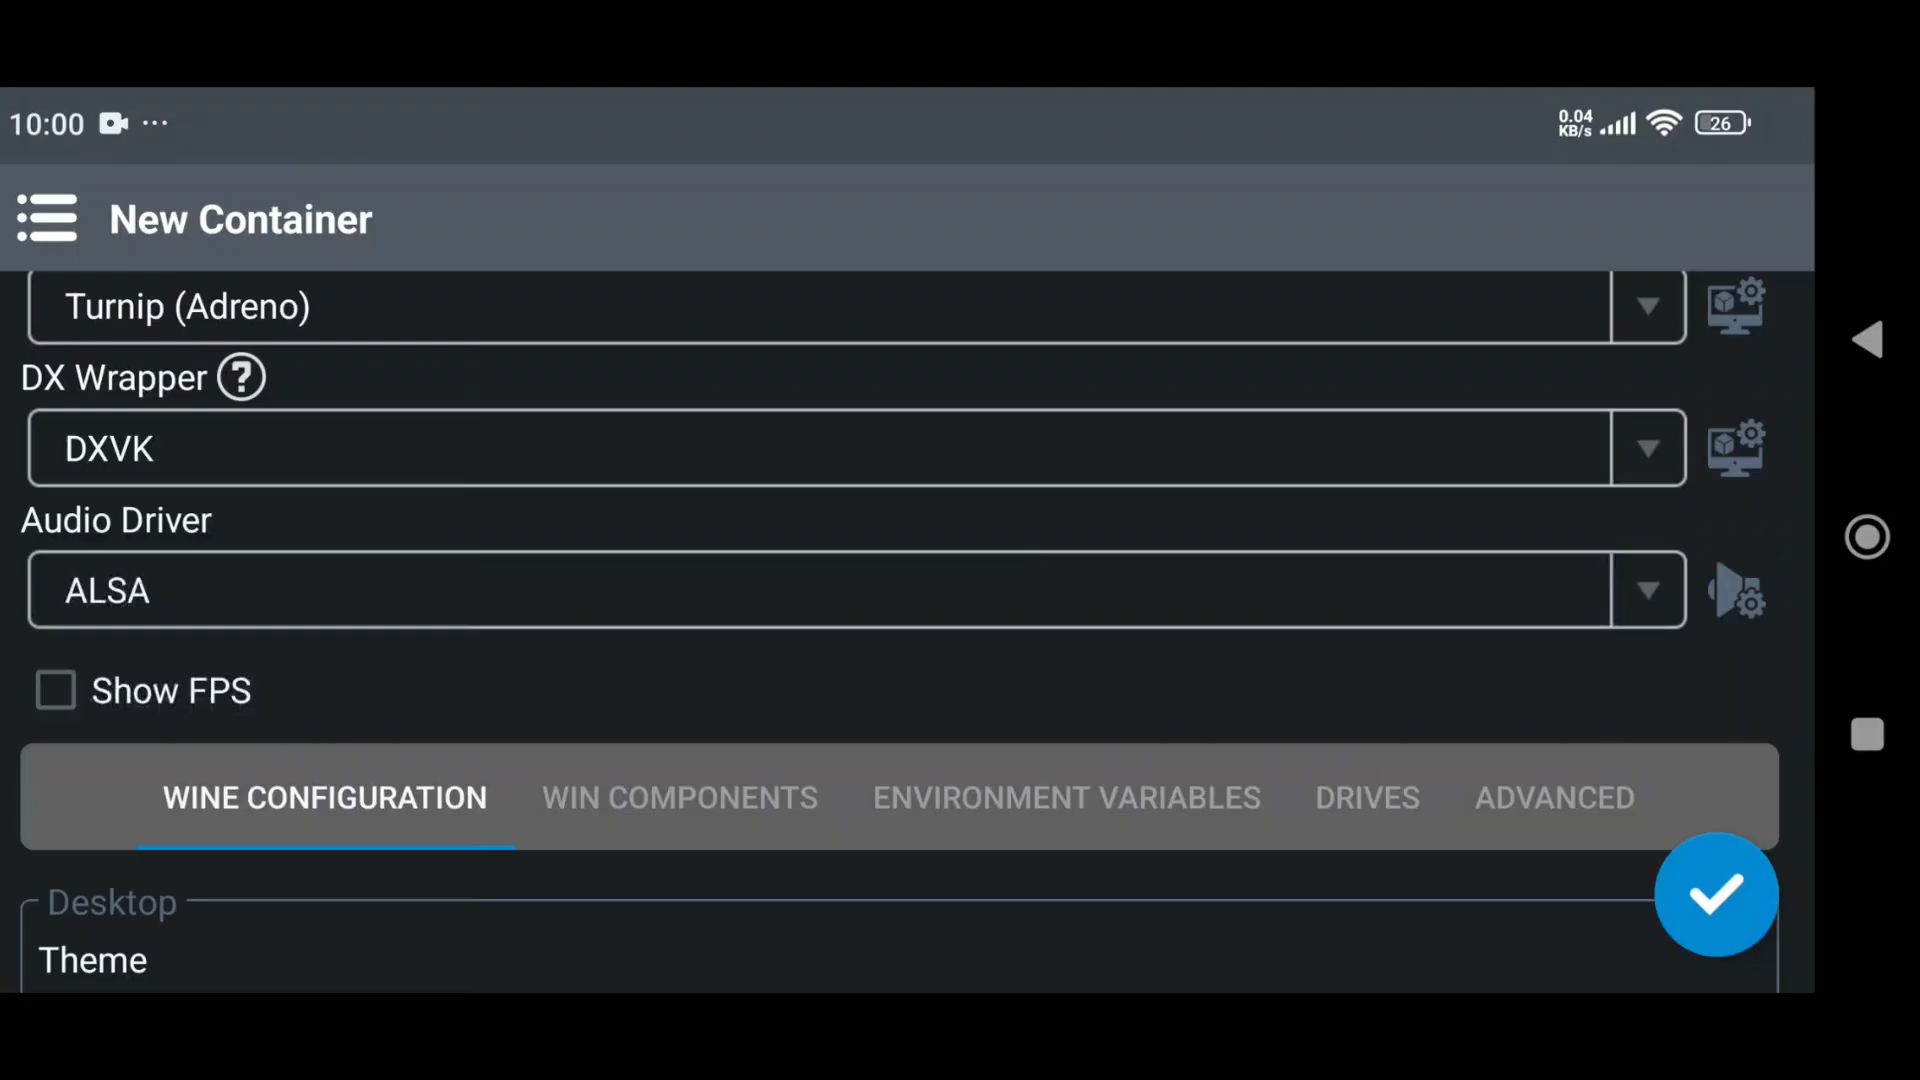 10:00 ...
0.04 KB/s 26
New Container
Turnip (Adreno)
DX Wrapper ?
DXVK
Audio Driver
ALSA
Show FPS
WINE CONFIGURATION WIN COMPONENTS ENVIRONMENT VARIABLES DRIVES ADVANCED
Desktop
Theme